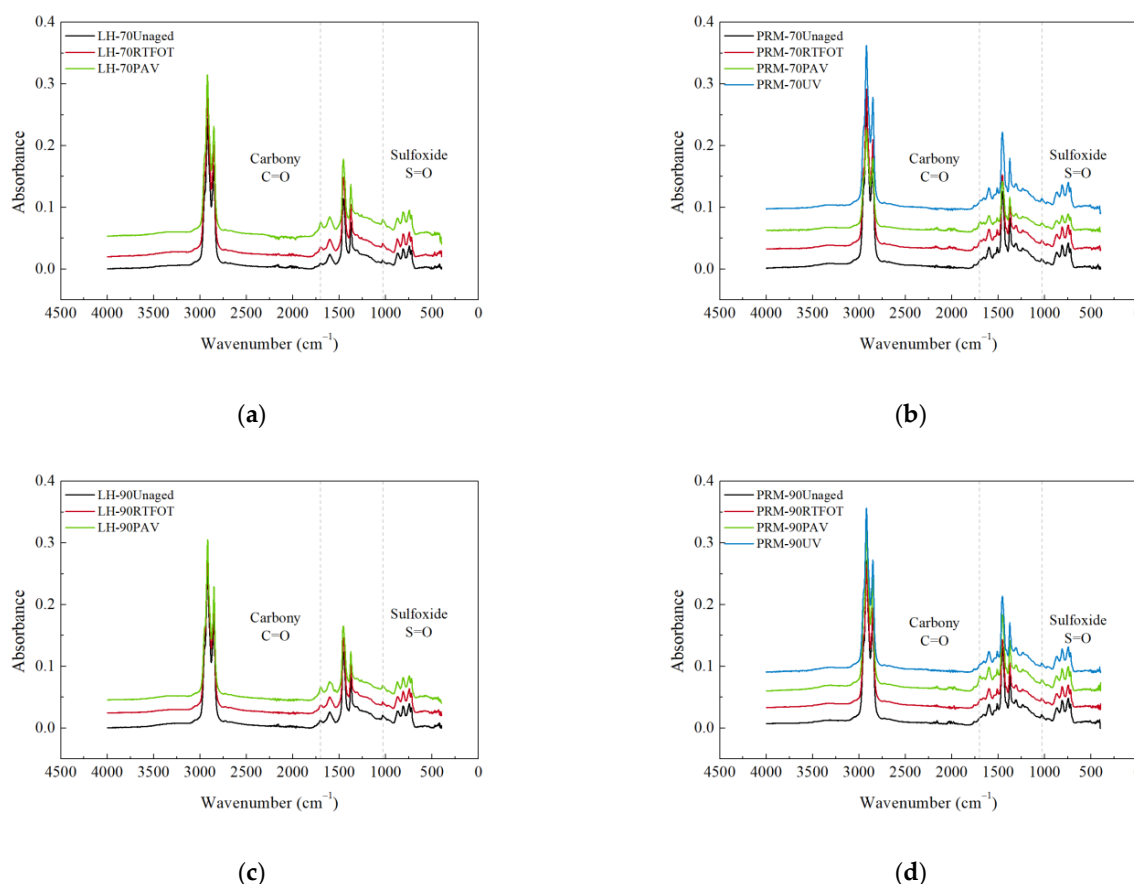 0.4
LH-70Unaged
LH-70RTFOT
LH-70PAV
0.3
0.2
0.1
0.0
Absorbance
Carbony
C=O
Sulfoxide
S=O
4500 4000 3500 3000 2500 2000 1500 1000 500 0
Wavenumber (cm⁻¹)
(a)
0.4
PRM-70Unaged
PRM-70RTFOT
PRM-70PAV
PRM-70UV
0.3
0.2
0.1
0.0
Absorbance
Carbony
C=O
Sulfoxide
S=O
4500 4000 3500 3000 2500 2000 1500 1000 500 0
Wavenumber (cm⁻¹)
(b)
0.4
LH-90Unaged
LH-90RTFOT
LH-90PAV
0.3
0.2
0.1
0.0
Absorbance
Carbony
C=O
Sulfoxide
S=O
4500 4000 3500 3000 2500 2000 1500 1000 500 0
Wavenumber (cm⁻¹)
(c)
0.4
PRM-90Unaged
PRM-90RTFOT
PRM-90PAV
PRM-90UV
0.3
0.2
0.1
0.0
Absorbance
Carbony
C=O
Sulfoxide
S=O
4500 4000 3500 3000 2500 2000 1500 1000 500 0
Wavenumber (cm⁻¹)
(d)